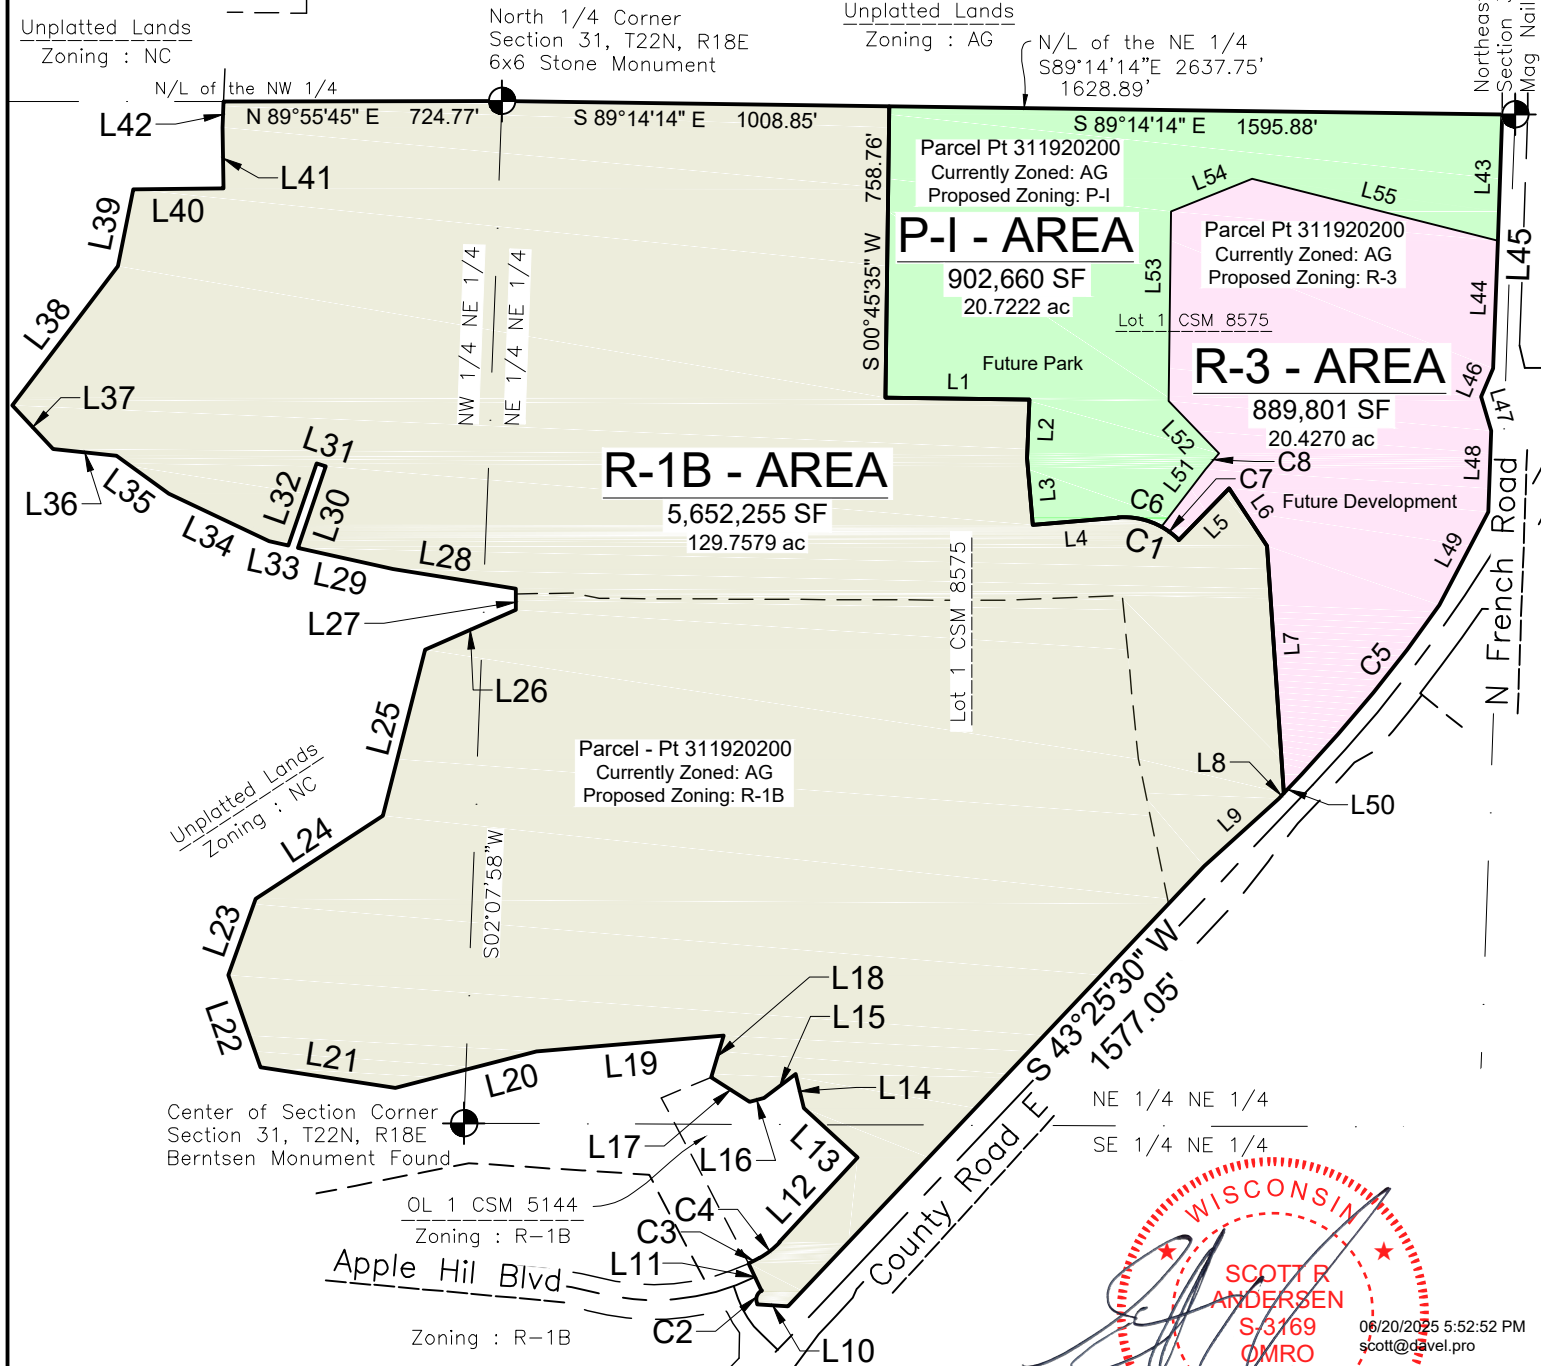 Unplatted Lands
Zoning : NC
North 1/4 Corner
Section 31, T22N, R18E
6x6 Stone Monument
Unplatted Lands
Zoning : AG
N/L of the NE 1/4
S89°14'14"E 2637.75'
1628.89'
Mag Nail
N/L of the NW 1/4
L42
N 89°55'45" E 724.77'
S 89°14'14" E 1008.85'
S 89°14'14" E 1595.88'
L41
L40
L39
L38
L37
L36
L35
L34
L33
L32
L31
L30
L29
L28
L27
L26
L25
L24
L23
L22
L21
L20
L19
L18
L17
L16
L15
L14
L13
L12
L11
L10
C4
C3
C2
NW 1/4 NE 1/4
NE 1/4 NE 1/4
S 00°45'35" W 758.76'
Parcel Pt 311920200
Currently Zoned: AG
Proposed Zoning: P-I
P-I - AREA
902,660 SF
20.7222 ac
Future Park
L1
L2
L3
L4
C1
C6
L5
L6
L7
L8
L9
L50
L51
L52
L53
L54
L55
C7
C8
L43
L44
L45
L46
L47
L48
L49
C5
Parcel Pt 311920200
Currently Zoned: AG
Proposed Zoning: R-3
Lot 1 CSM 8575
R-3 - AREA
889,801 SF
20.4270 ac
Future Development
N French Road
R-1B - AREA
5,652,255 SF
129.7579 ac
Lot 1 CSM 8575
Parcel - Pt 311920200
Currently Zoned: AG
Proposed Zoning: R-1B
Unplatted Lands
Zoning : NC
S02°07'58"W
S 43°25'30" W
1577.05'
County Road E
NE 1/4 NE 1/4
SE 1/4 NE 1/4
Center of Section Corner
Section 31, T22N, R18E
Berntsen Monument Found
OL 1 CSM 5144
Zoning : R-1B
Apple Hil Blvd
Zoning : R-1B
WISCONSIN
SCOTT R
ANDERSEN
S-3169
OMRO
06/20/2025 5:52:52 PM
scott@davel.pro